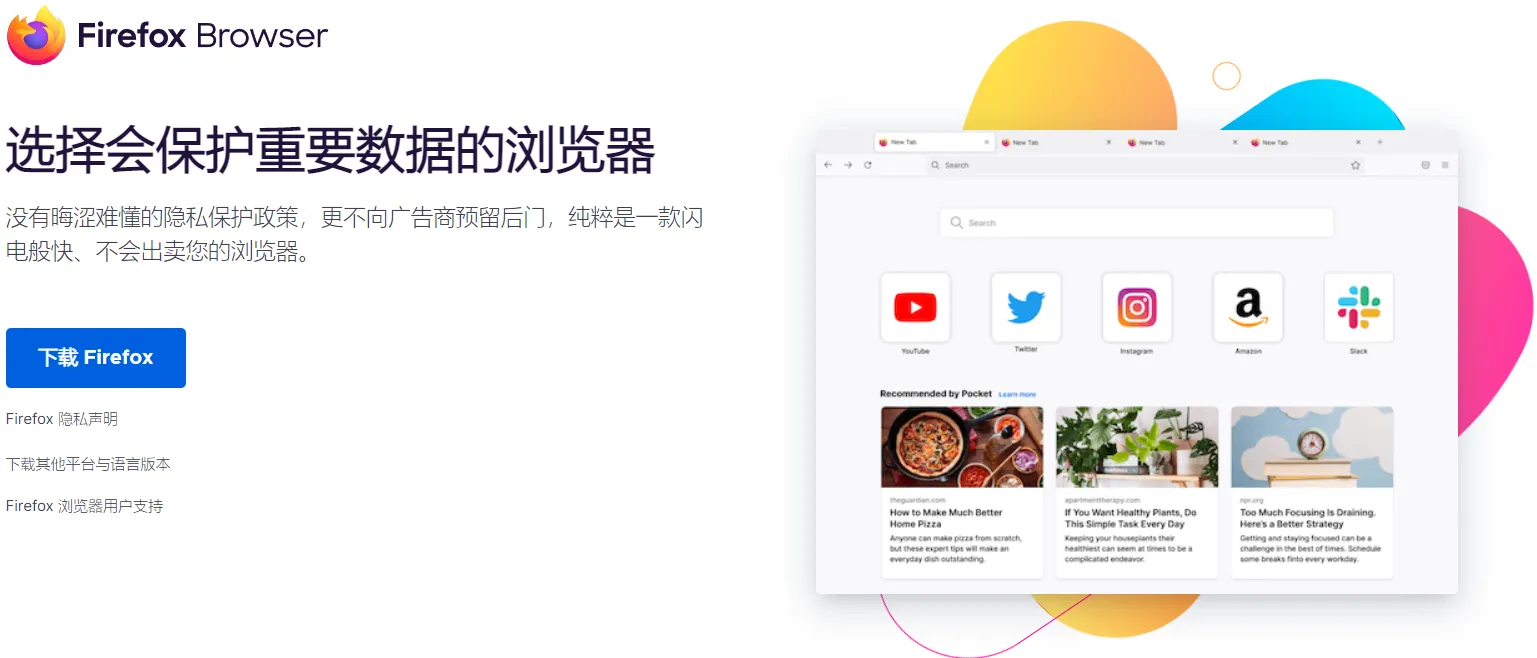 Firefox Browser
选择会保护重要数据的浏览器
没有晦涩难懂的隐私保护政策，更不向广告商预留后门，纯粹是一款闪
电般快、不会出卖您的浏览器。
下载 Firefox
Firefox 隐私声明
下载其他平台与语言版本
Firefox 浏览器用户支持
New Tab
New Tab
New Tab
New Tab
Search
Search
YouTube
Twitter
Instagram
Amazon
Slack
Recommended by Pocket Learn more
theguardian.com
How to Make Much Better
Home Pizza
Anyone can make pizza from scratch,
but these expert tips will make an
everyday dish outstanding.
apartmenttherapy.com
If You Want Healthy Plants, Do
This Simple Task Every Day
Keeping your houseplants their
healthiest can seem at times to be a
complicated endeavor.
npr.org
Too Much Focusing Is Draining.
Here's a Better Strategy
Getting and staying focused can be a
challenge in the best of times. Schedule
some breaks finto every workday.